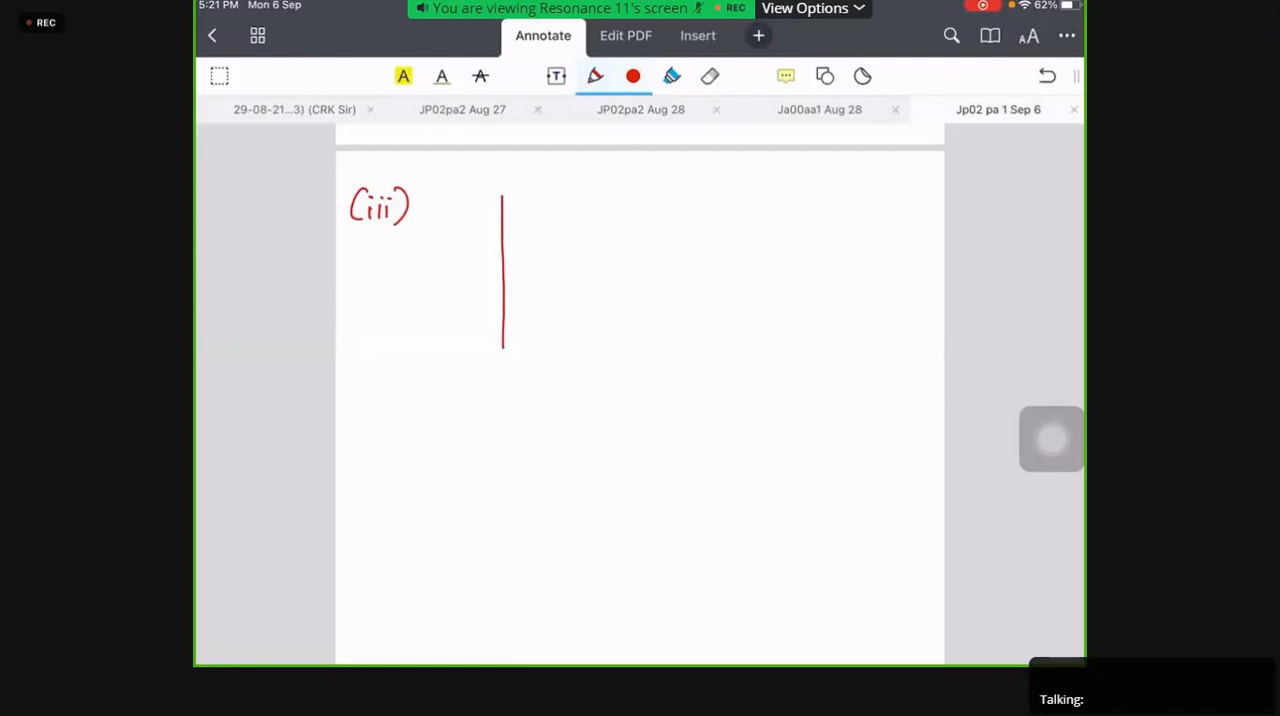 5:21 PM Mon 6 Sep
You are viewing Resonance 11's screen REC
View Options
62%
REC
Annotate
Edit PDF
Insert
+
AA
A
A
A
T
29-08-21...3) (CRK Sir) ×
JP02pa2 Aug 27 ×
JP02pa2 Aug 28 ×
Ja00aa1 Aug 28 ×
Jp02 pa 1 Sep 6 ×
(iii)
Talking: